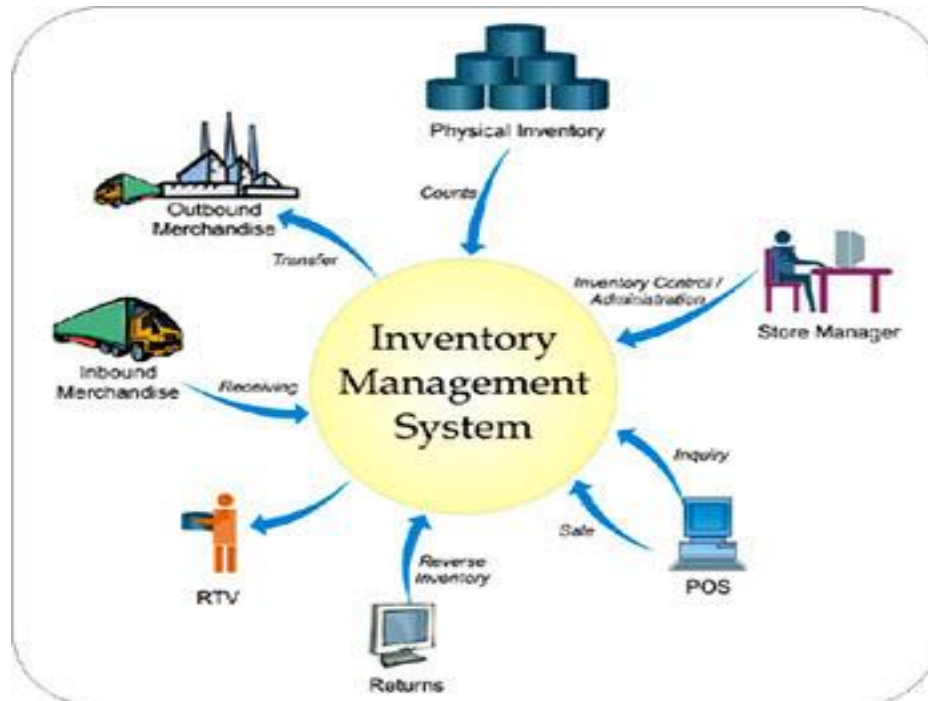 Physical Inventory
Counts
Outbound
Merchandise
Transfer
Inventory Control /
Administration
Store Manager
Inbound
Merchandise
Receiving
Inventory
Management
System
Inquiry
Sale
POS
RTV
Reverse
Inventory
Returns